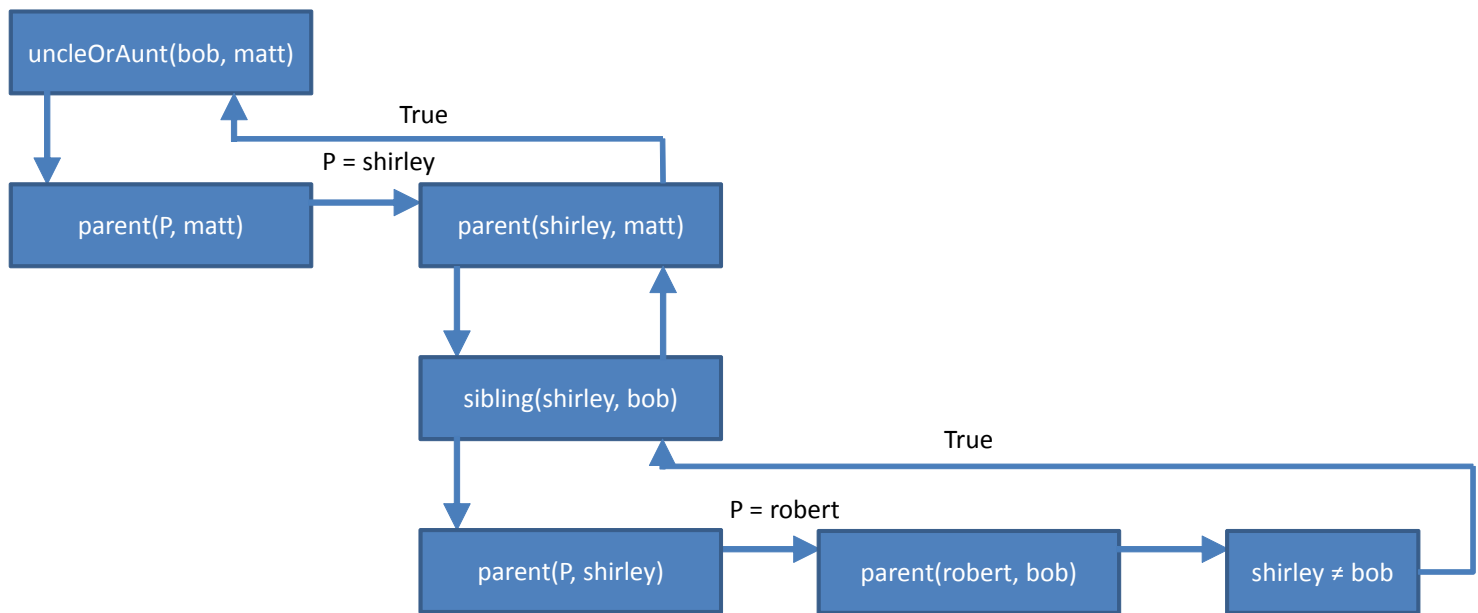 uncleOrAunt(bob, matt)
True
P = shirley
parent(P, matt)
parent(shirley, matt)
sibling(shirley, bob)
True
P = robert
parent(P, shirley)
parent(robert, bob)
shirley ≠ bob